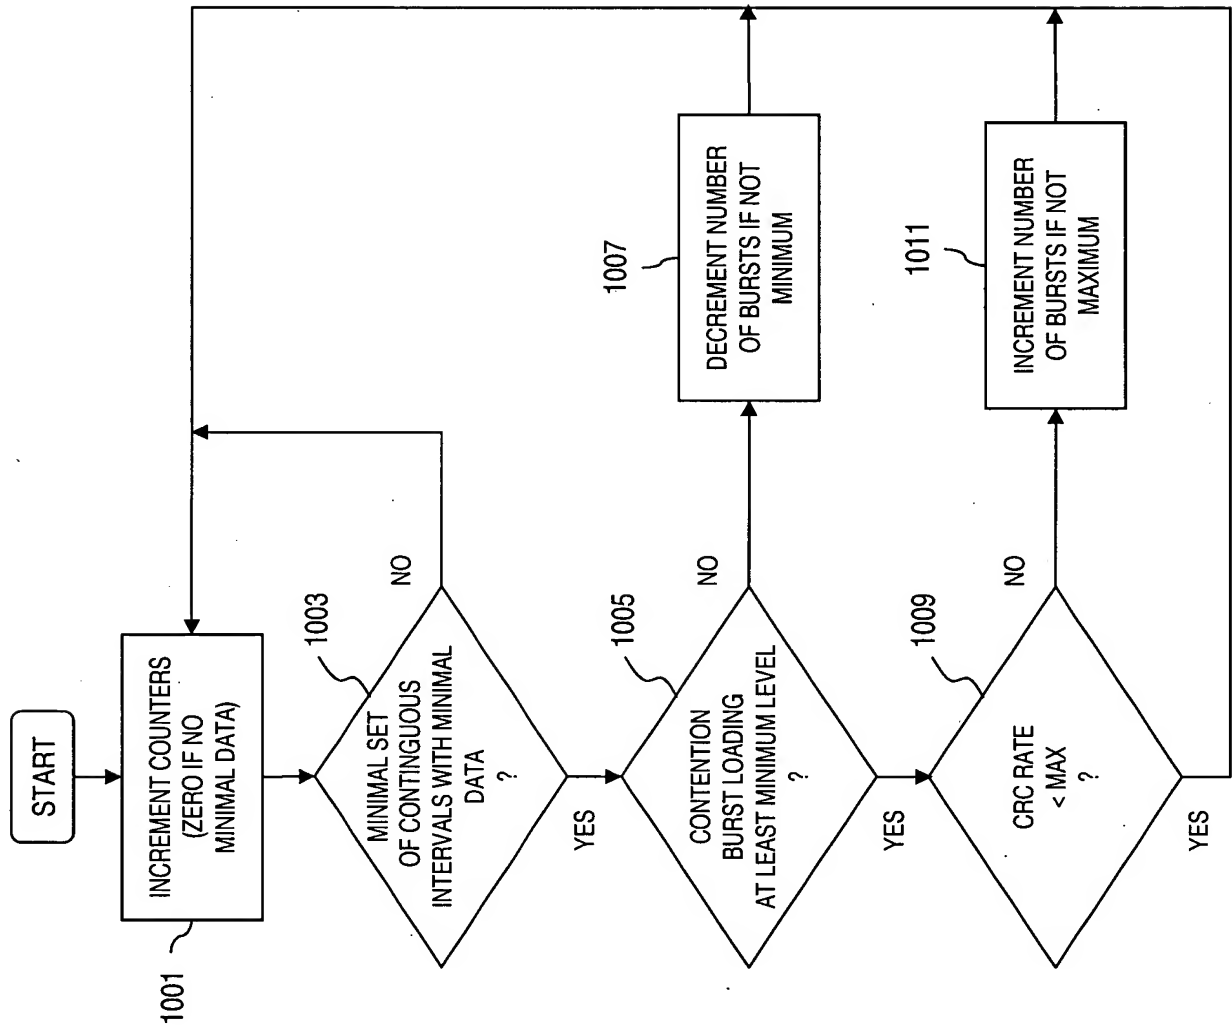 START
INCREMENT COUNTERS
(ZERO IF NO
MINIMAL DATA)
1001
MINIMAL SET
OF CONTINGUOUS
INTERVALS WITH MINIMAL
DATA
?
1003
NO
YES
CONTENTION
BURST LOADING
AT LEAST MINIMUM LEVEL
?
1005
NO
YES
DECREMENT NUMBER
OF BURSTS IF NOT
MINIMUM
1007
CRC RATE
< MAX
?
1009
NO
YES
INCREMENT NUMBER
OF BURSTS IF NOT
MAXIMUM
1011